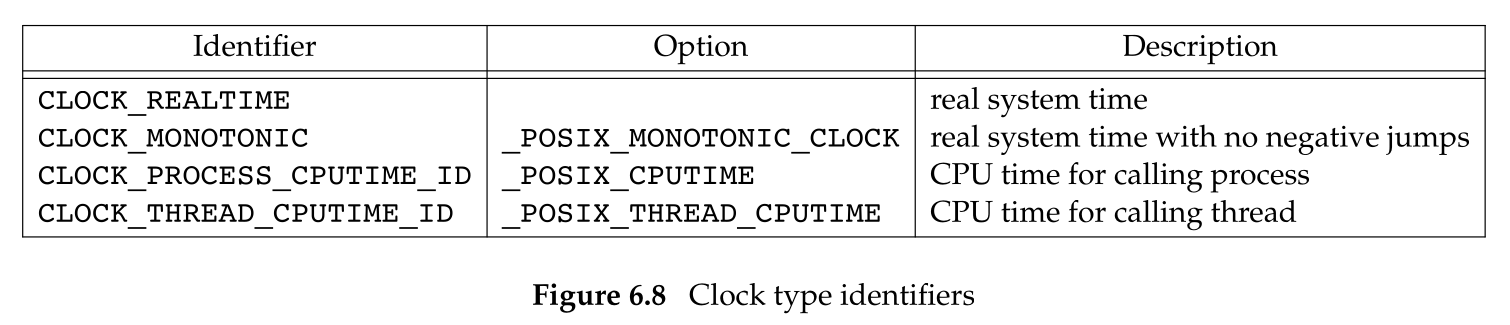 Identifier Option Description
CLOCK_REALTIME real system time
CLOCK_MONOTONIC _POSIX_MONOTONIC_CLOCK real system time with no negative jumps
CLOCK_PROCESS_CPUTIME_ID _POSIX_CPUTIME CPU time for calling process
CLOCK_THREAD_CPUTIME_ID _POSIX_THREAD_CPUTIME CPU time for calling thread
Figure 6.8 Clock type identifiers